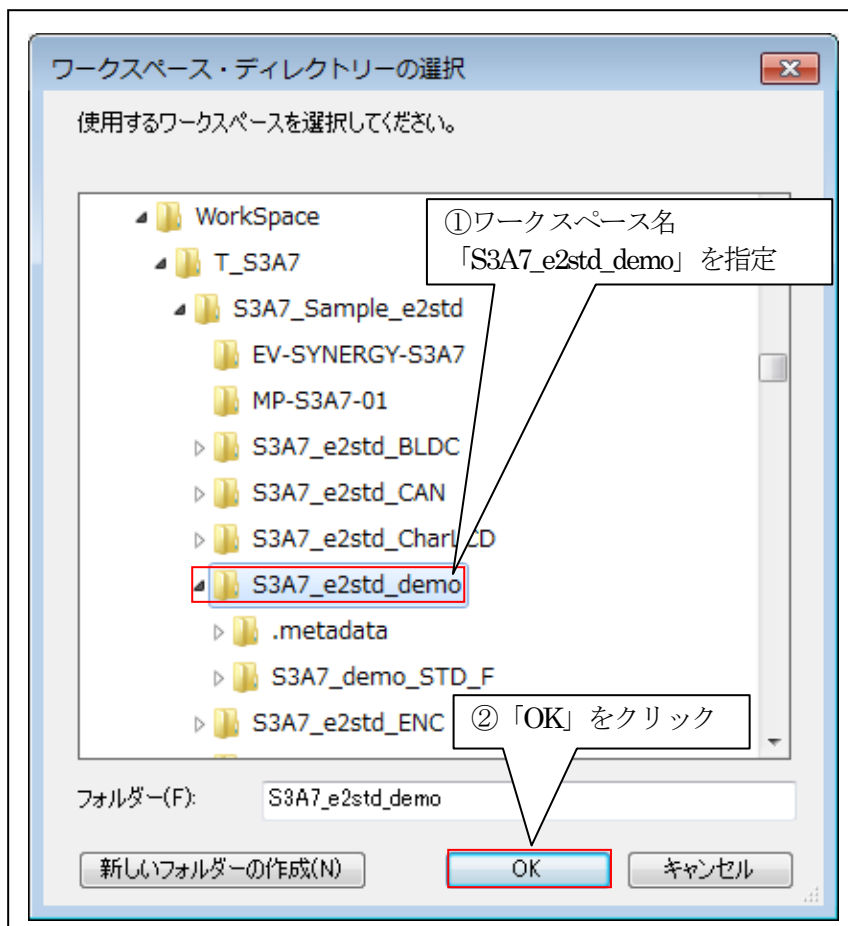 ワークスペース・ディレクトリーの選択
使用するワークスペースを選択してください。
WorkSpace
①ワークスペース名
「S3A7_e2std_demo」を指定
T_S3A7
S3A7_Sample_e2std
EV-SYNERGY-S3A7
MP-S3A7-01
S3A7_e2std_BLDC
S3A7_e2std_CAN
S3A7_e2std_CharLCD
S3A7_e2std_demo
.metadata
S3A7_demo_STD_F
S3A7_e2std_ENC
②「OK」をクリック
フォルダー(F):
S3A7_e2std_demo
新しいフォルダーの作成(N)
OK
キャンセル